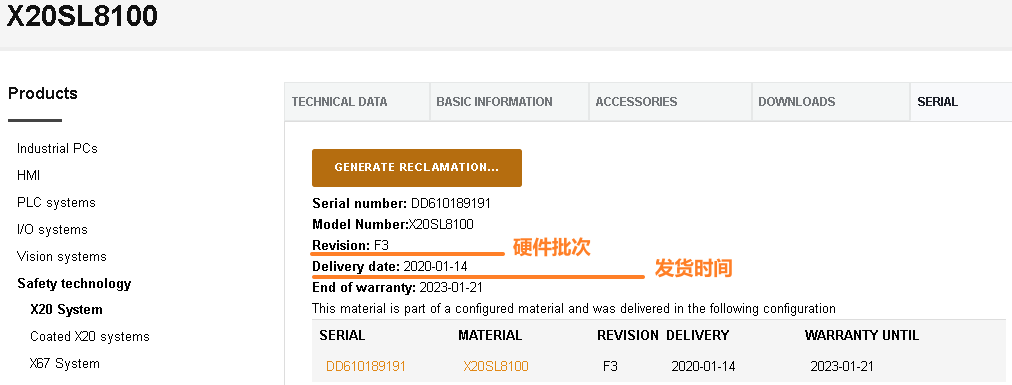 X20SL8100
Products
Industrial PCs
HMI
PLC systems
I/O systems
Vision systems
Safety technology
X20 System
Coated X20 systems
X67 System
TECHNICAL DATA BASIC INFORMATION ACCESSORIES DOWNLOADS SERIAL
GENERATE RECLAMATION...
Serial number: DD610189191
Model Number:X20SL8100
Revision: F3 硬件批次
Delivery date: 2020-01-14 发货时间
End of warranty: 2023-01-21
This material is part of a configured material and was delivered in the following configuration
SERIAL MATERIAL REVISION DELIVERY WARRANTY UNTIL
DD610189191 X20SL8100 F3 2020-01-14 2023-01-21